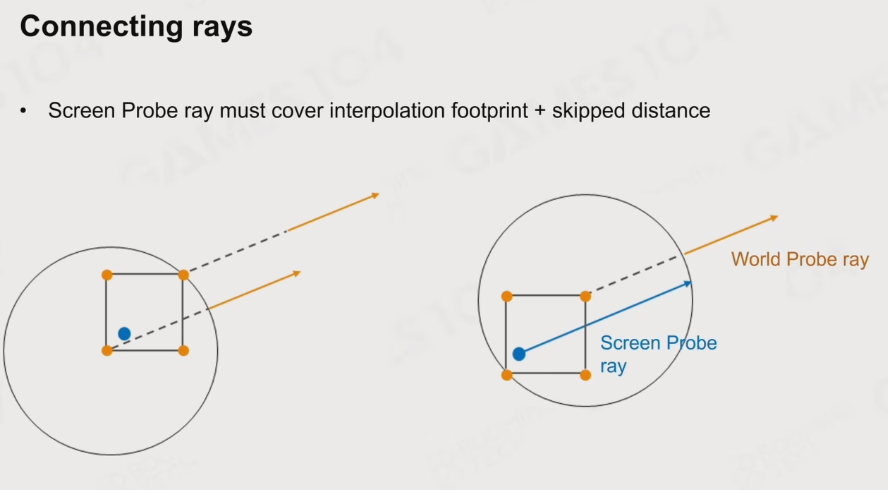 Connecting rays
• Screen Probe ray must cover interpolation footprint + skipped distance
World Probe ray
Screen Probe
ray
GAMES104